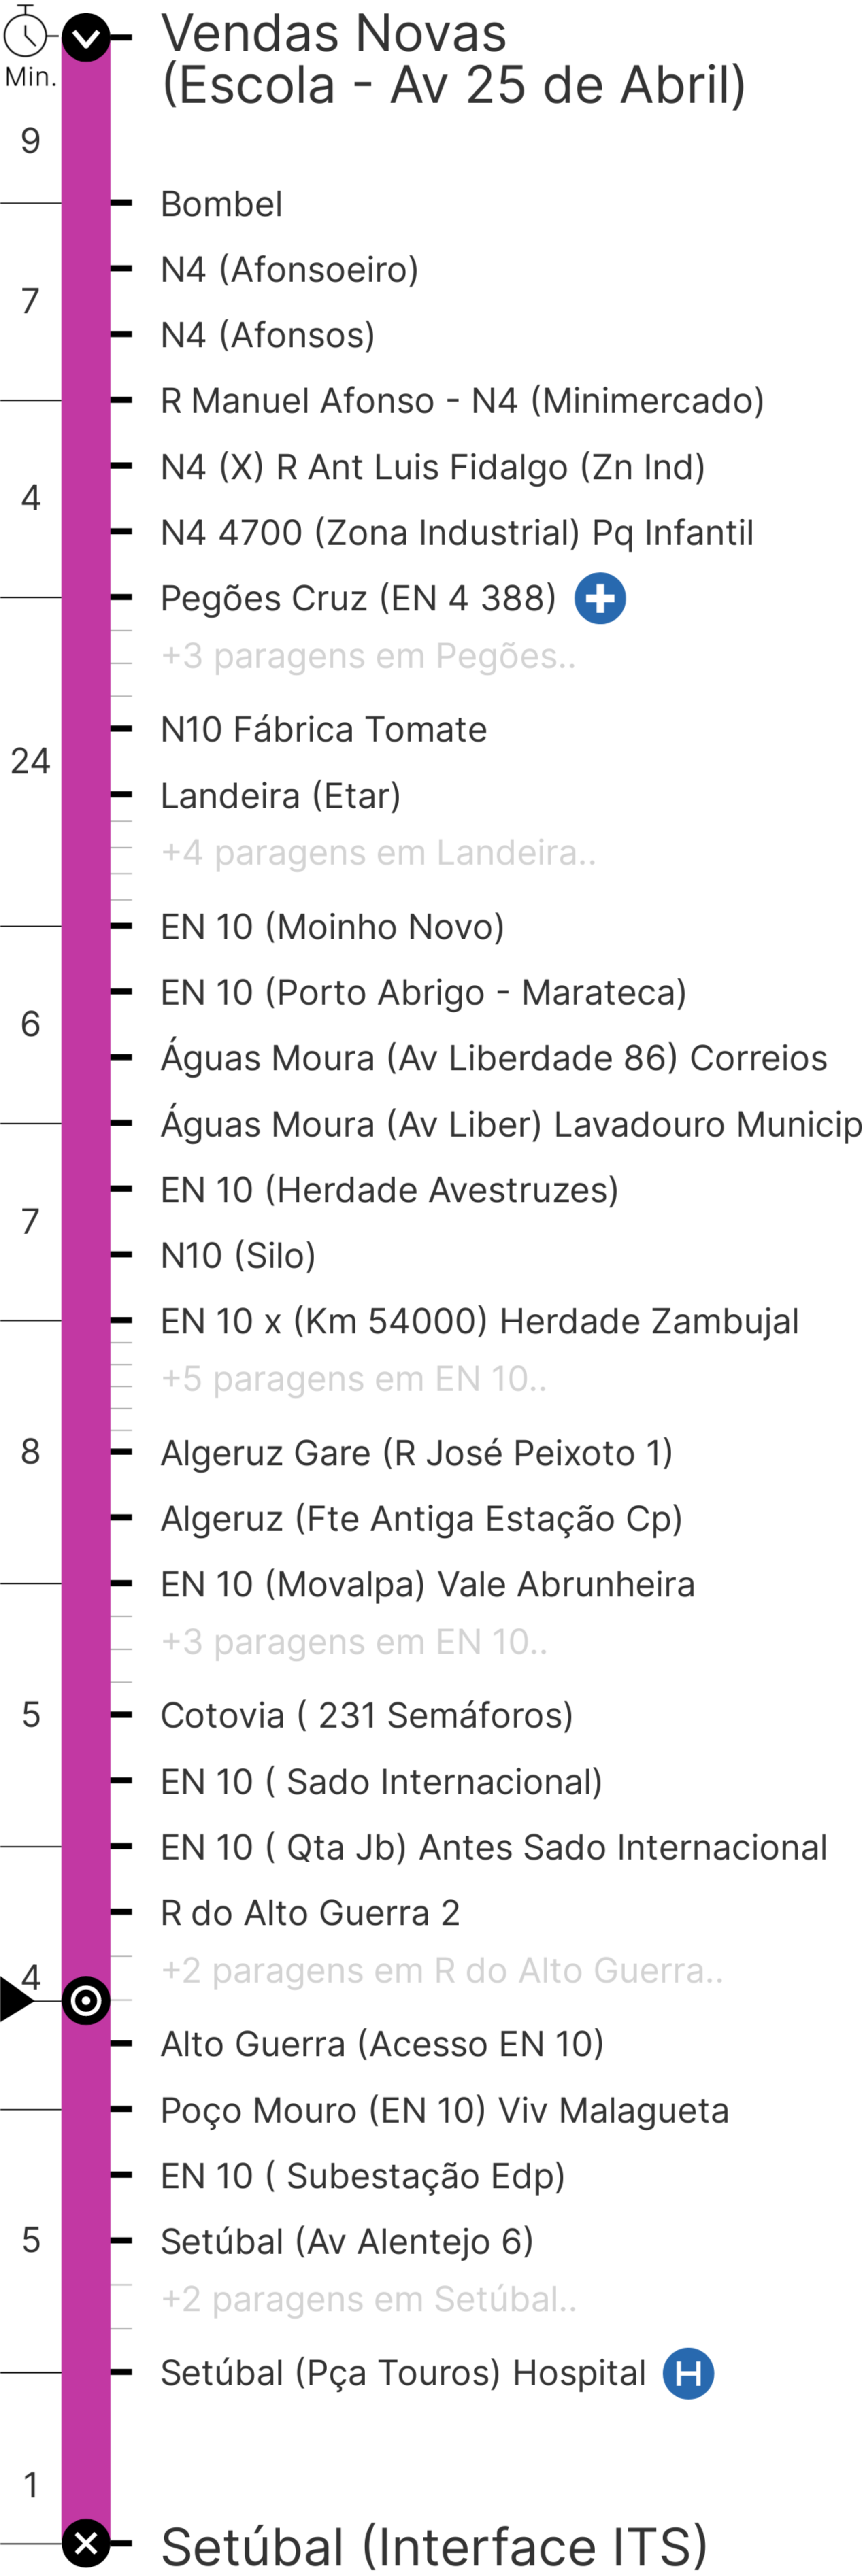 Vendas Novas
(Escola - Av 25 de Abril)
Min.
9
Bombel
N4 (Afonsoeiro)
7
N4 (Afonsos)
R Manuel Afonso - N4 (Minimercado)
N4 (X) R Ant Luis Fidalgo (Zn Ind)
4
N4 4700 (Zona Industrial) Pq Infantil
Pegões Cruz (EN 4 388)
+3 paragens em Pegões..
N10 Fábrica Tomate
24
Landeira (Etar)
+4 paragens em Landeira..
EN 10 (Moinho Novo)
EN 10 (Porto Abrigo - Marateca)
6
Águas Moura (Av Liberdade 86) Correios
Águas Moura (Av Liber) Lavadouro Municip
EN 10 (Herdade Avestruzes)
7
N10 (Silo)
EN 10 x (Km 54000) Herdade Zambujal
+5 paragens em EN 10..
8
Algeruz Gare (R José Peixoto 1)
Algeruz (Fte Antiga Estação Cp)
EN 10 (Movalpa) Vale Abrunheira
+3 paragens em EN 10..
5
Cotovia ( 231 Semáforos)
EN 10 ( Sado Internacional)
EN 10 ( Qta Jb) Antes Sado Internacional
R do Alto Guerra 2
+2 paragens em R do Alto Guerra..
4
Alto Guerra (Acesso EN 10)
Poço Mouro (EN 10) Viv Malagueta
EN 10 ( Subestação Edp)
5
Setúbal (Av Alentejo 6)
+2 paragens em Setúbal..
Setúbal (Pça Touros) Hospital H
1
Setúbal (Interface ITS)